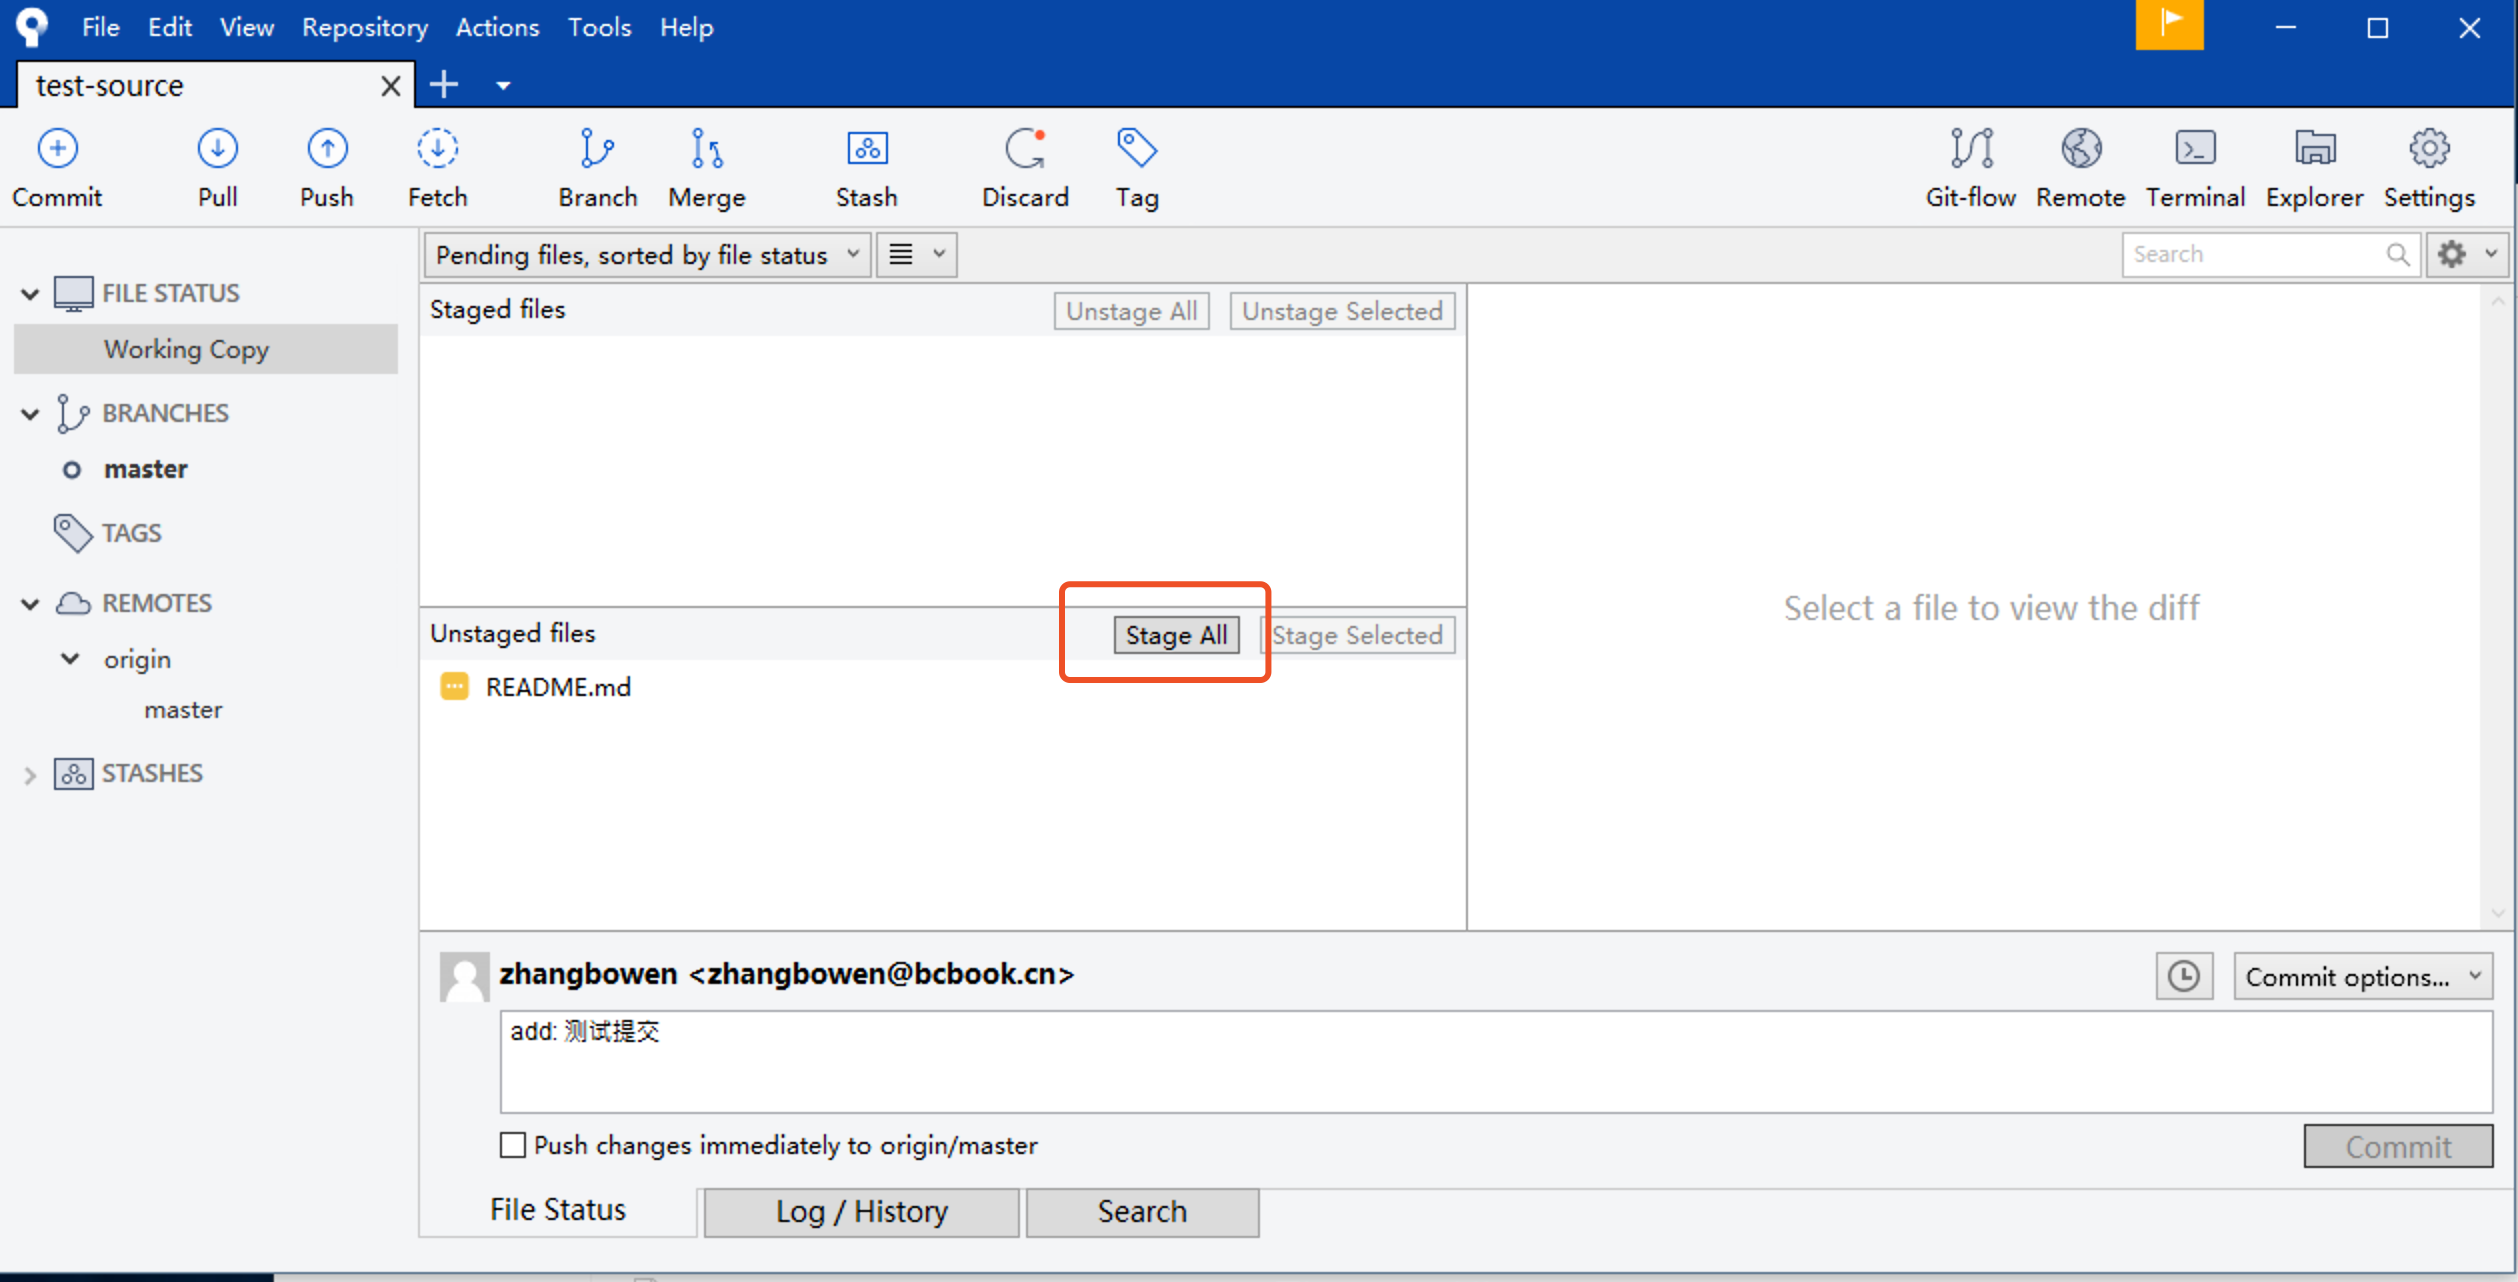 File Edit View Repository Actions Tools Help
test-source
Commit Pull Push Fetch Branch Merge Stash Discard Tag Git-flow Remote Terminal Explorer Settings
Pending files, sorted by file status Search
FILE STATUS
Working Copy
BRANCHES
master
TAGS
REMOTES
origin
master
STASHES
Staged files Unstage All Unstage Selected
Unstaged files Stage All Stage Selected
README.md
Select a file to view the diff
zhangbowen <zhangbowen@bcbook.cn> Commit options...
add: 测试提交
Push changes immediately to origin/master Commit
File Status Log / History Search